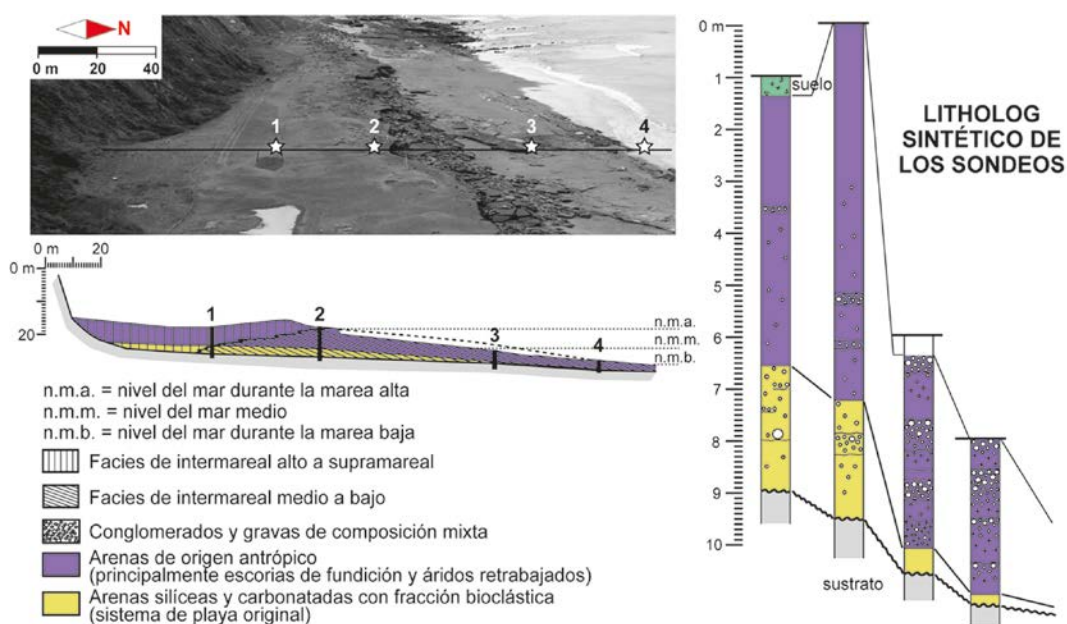 N
0 m 20 40
1 2 3 4
0 m 20
0 m
20
1 2 3 4
n.m.a.
n.m.m.
n.m.b.
n.m.a. = nivel del mar durante la marea alta
n.m.m. = nivel del mar medio
n.m.b. = nivel del mar durante la marea baja
Facies de intermareal alto a supramareal
Facies de intermareal medio a bajo
Conglomerados y gravas de composición mixta
Arenas de origen antrópico
(principalmente escorias de fundición y áridos retrabajados)
Arenas silíceas y carbonatadas con fracción bioclástica
(sistema de playa original)
0 m
1
2
3
4
5
6
7
8
9
10
suelo
sustrato
LITHOLOG
SINTÉTICO DE
LOS SONDEOS